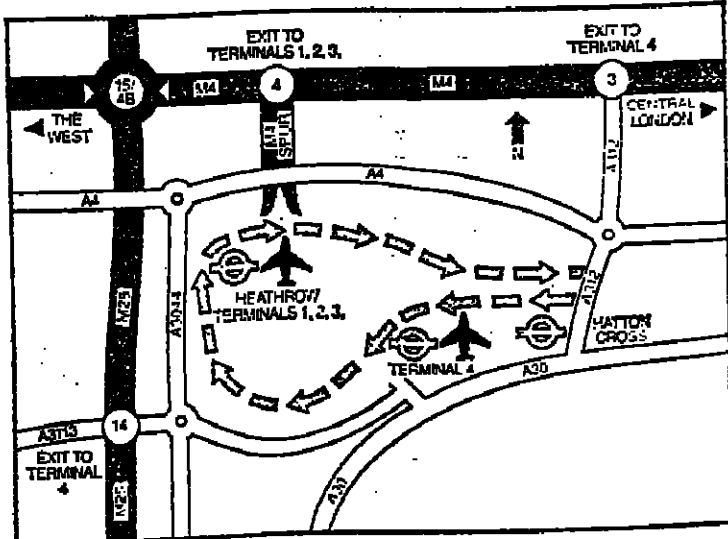 EXIT TO
TERMINALS 1, 2, 3,
EXIT TO
TERMINAL 4
15/
4B
M4
4
M4
3
THE
WEST
M4
SPUR
N
CENTRAL
LONDON
A312
A4
A4
M25
A3044
HEATHROW
TERMINALS 1, 2, 3,
A312
HATTON
CROSS
TERMINAL 4
A30
A3113
14
EXIT TO
TERMINAL
4
M25
A30